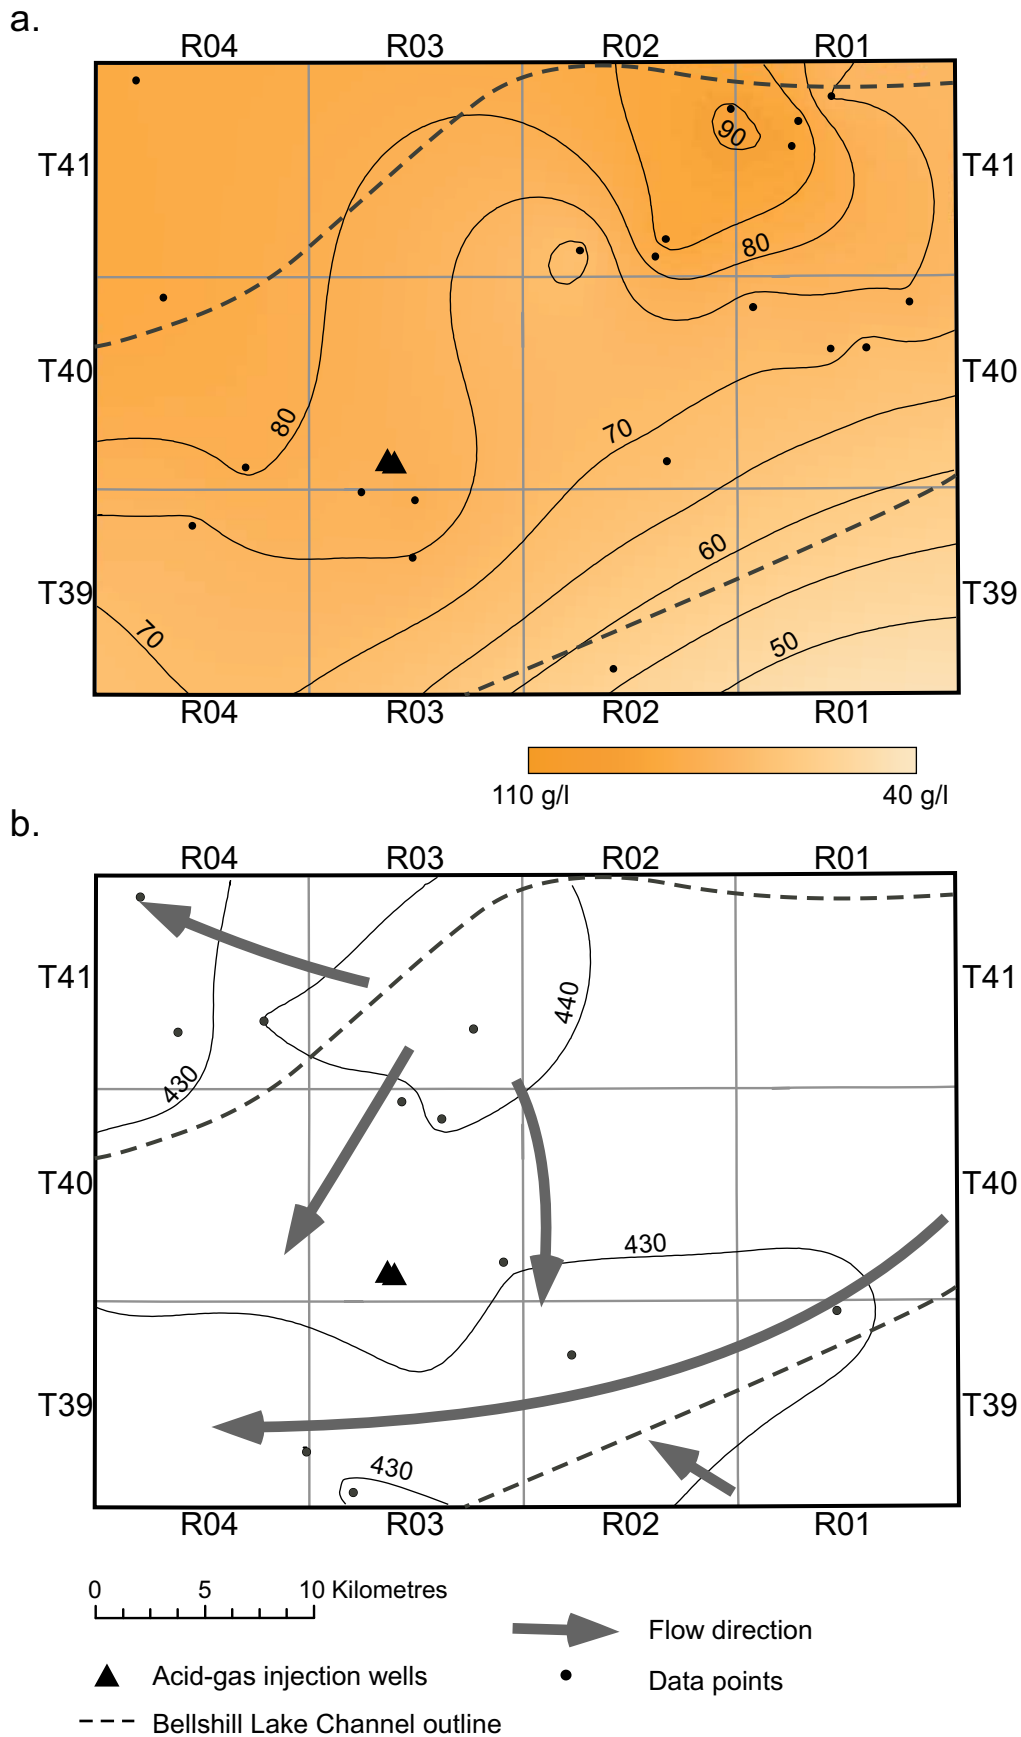 a.
R04 R03 R02 R01
90
T41 T41
80
T40 T40
80
70
60
T39 T39
70
50
R04 R03 R02 R01
110 g/l 40 g/l
b.
R04 R03 R02 R01
T41 T41
440
430
T40 T40
430
T39 T39
430
R04 R03 R02 R01
0 5 10 Kilometres
Flow direction
Acid-gas injection wells
Data points
Bellshill Lake Channel outline